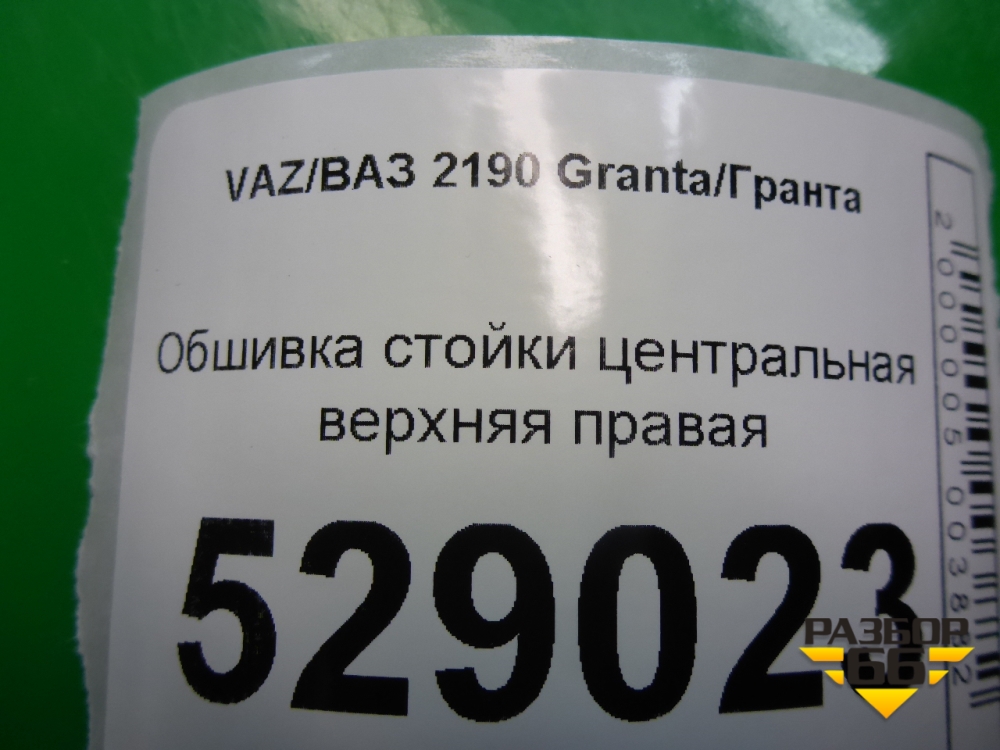 VAZ/ВАЗ 2190 Granta/Гранта
Обшивка стойки центральная
верхняя правая
529023
РАЗБОР
66